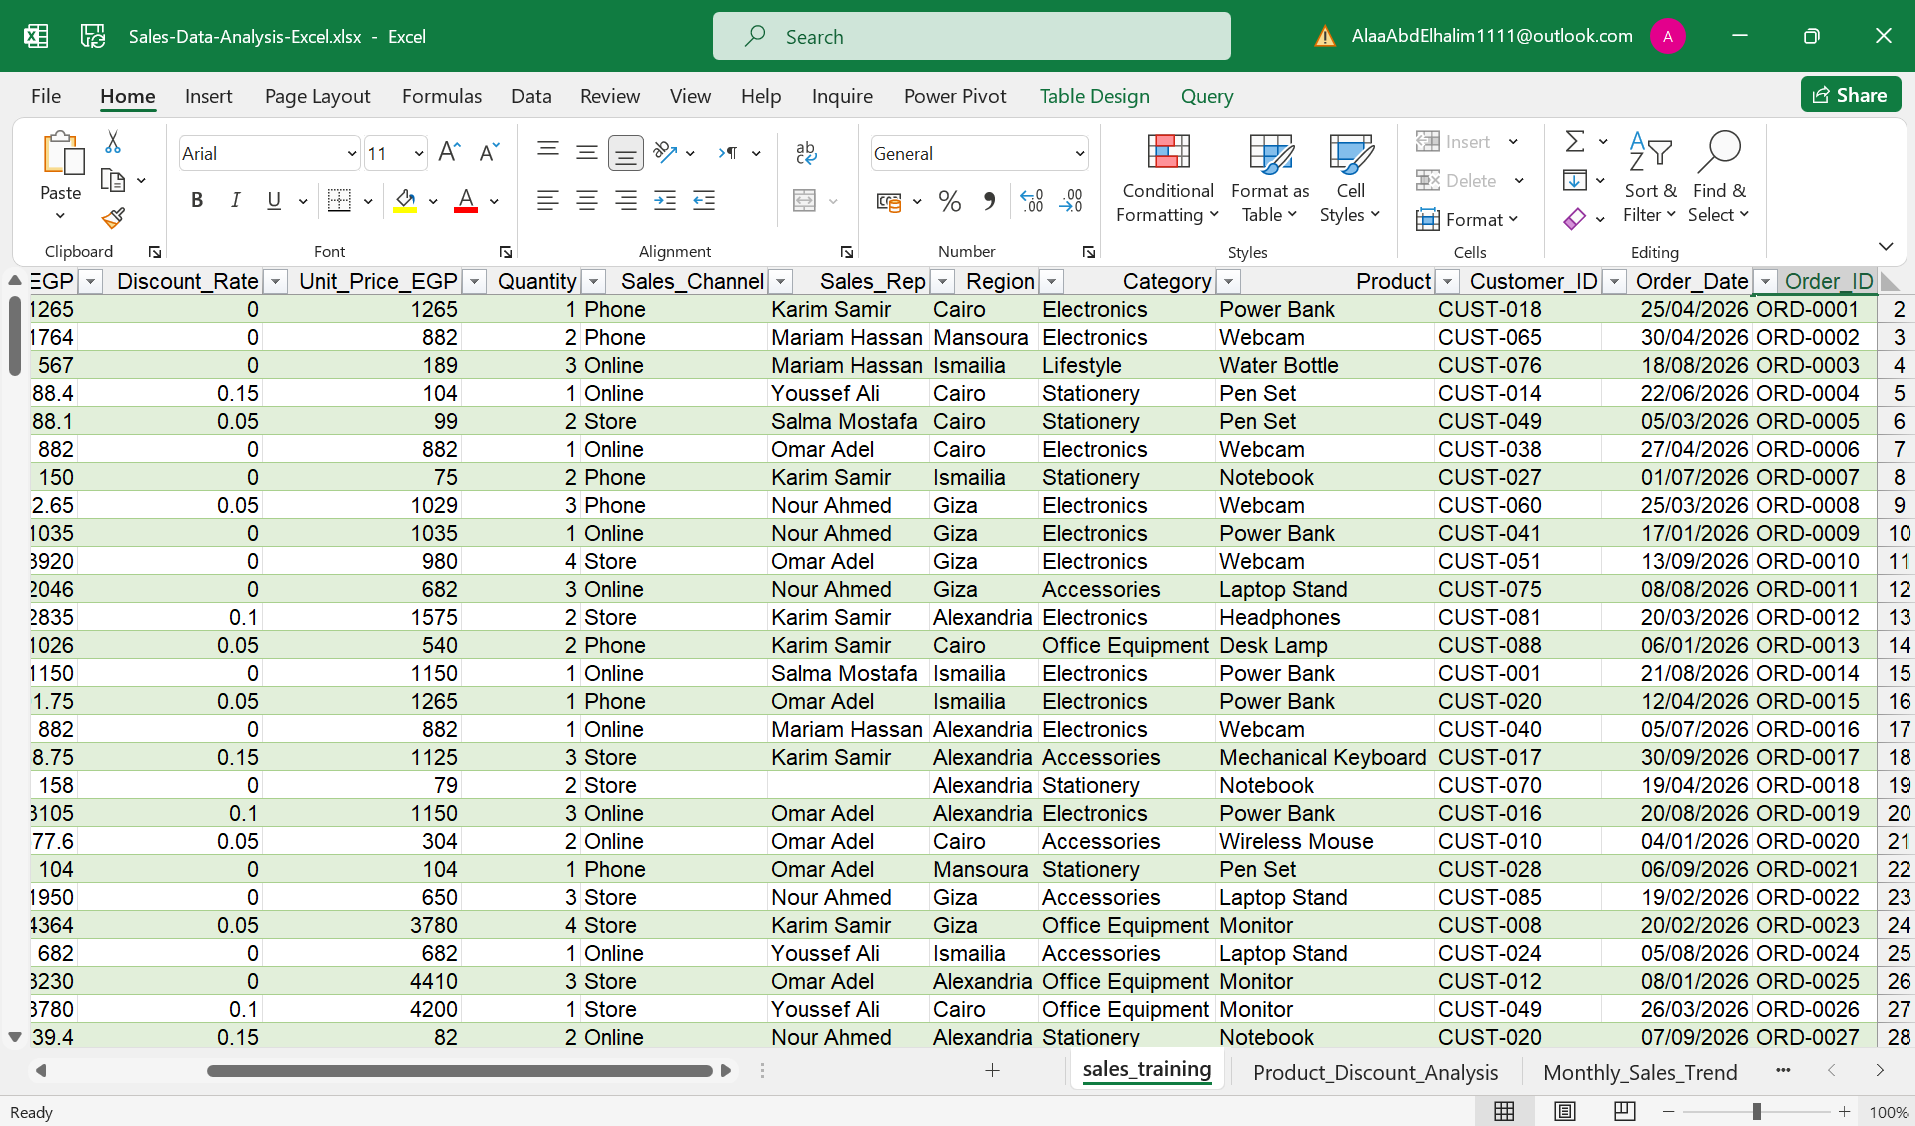 Sales-Data-Analysis-Excel.xlsx - Excel
Search
AlaaAbdElhalim1111@outlook.com
A
File Home Insert Page Layout Formulas Data Review View Help Inquire Power Pivot Table Design Query
Share
Paste
Clipboard
Arial 11
B I U
Font
Alignment
General
Number
Conditional Formatting
Format as Table
Cell Styles
Styles
Insert
Delete
Format
Cells
Sort & Filter
Find & Select
Editing
EGP Discount_Rate Unit_Price_EGP Quantity Sales_Channel Sales_Rep Region Category Product Customer_ID Order_Date Order_ID
1265 0 1265 1 Phone Karim Samir Cairo Electronics Power Bank CUST-018 25/04/2026 ORD-0001 2
1764 0 882 2 Phone Mariam Hassan Mansoura Electronics Webcam CUST-065 30/04/2026 ORD-0002 3
567 0 189 3 Online Mariam Hassan Ismailia Lifestyle Water Bottle CUST-076 18/08/2026 ORD-0003 4
88.4 0.15 104 1 Online Youssef Ali Cairo Stationery Pen Set CUST-014 22/06/2026 ORD-0004 5
88.1 0.05 99 2 Store Salma Mostafa Cairo Stationery Pen Set CUST-049 05/03/2026 ORD-0005 6
882 0 882 1 Online Omar Adel Cairo Electronics Webcam CUST-038 27/04/2026 ORD-0006 7
150 0 75 2 Phone Karim Samir Ismailia Stationery Notebook CUST-027 01/07/2026 ORD-0007 8
2.65 0.05 1029 3 Phone Nour Ahmed Giza Electronics Webcam CUST-060 25/03/2026 ORD-0008 9
1035 0 1035 1 Online Nour Ahmed Giza Electronics Power Bank CUST-041 17/01/2026 ORD-0009 10
3920 0 980 4 Store Omar Adel Giza Electronics Webcam CUST-051 13/09/2026 ORD-0010 11
2046 0 682 3 Online Nour Ahmed Giza Accessories Laptop Stand CUST-075 08/08/2026 ORD-0011 12
2835 0.1 1575 2 Store Karim Samir Alexandria Electronics Headphones CUST-081 20/03/2026 ORD-0012 13
1026 0.05 540 2 Phone Karim Samir Cairo Office Equipment Desk Lamp CUST-088 06/01/2026 ORD-0013 14
1150 0 1150 1 Online Salma Mostafa Ismailia Electronics Power Bank CUST-001 21/08/2026 ORD-0014 15
1.75 0.05 1265 1 Phone Omar Adel Ismailia Electronics Power Bank CUST-020 12/04/2026 ORD-0015 16
882 0 882 1 Online Mariam Hassan Alexandria Electronics Webcam CUST-040 05/07/2026 ORD-0016 17
8.75 0.15 1125 3 Store Karim Samir Alexandria Accessories Mechanical Keyboard CUST-017 30/09/2026 ORD-0017 18
158 0 79 2 Store Alexandria Stationery Notebook CUST-070 19/04/2026 ORD-0018 19
3105 0.1 1150 3 Online Omar Adel Alexandria Electronics Power Bank CUST-016 20/08/2026 ORD-0019 20
77.6 0.05 304 2 Online Omar Adel Cairo Accessories Wireless Mouse CUST-010 04/01/2026 ORD-0020 21
104 0 104 1 Phone Omar Adel Mansoura Stationery Pen Set CUST-028 06/09/2026 ORD-0021 22
1950 0 650 3 Store Nour Ahmed Giza Accessories Laptop Stand CUST-085 19/02/2026 ORD-0022 23
4364 0.05 3780 4 Store Karim Samir Giza Office Equipment Monitor CUST-008 20/02/2026 ORD-0023 24
682 0 682 1 Online Youssef Ali Ismailia Accessories Laptop Stand CUST-024 05/08/2026 ORD-0024 25
3230 0 4410 3 Store Omar Adel Alexandria Office Equipment Monitor CUST-012 08/01/2026 ORD-0025 26
3780 0.1 4200 1 Store Youssef Ali Cairo Office Equipment Monitor CUST-049 26/03/2026 ORD-0026 27
39.4 0.15 82 2 Online Nour Ahmed Alexandria Stationery Notebook CUST-020 07/09/2026 ORD-0027 28
sales_training Product_Discount_Analysis Monthly_Sales_Trend
Ready
100%